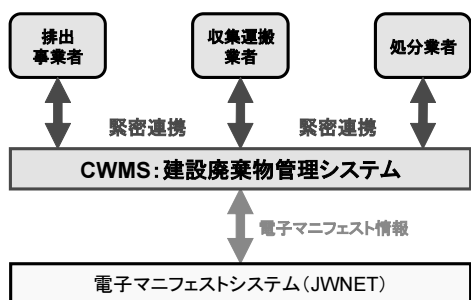 排出
事業者
収集運搬
業者
処分業者
緊密連携
緊密連携
CWMS：建設廃棄物管理システム
電子マニフェスト情報
電子マニフェストシステム（JWNET）